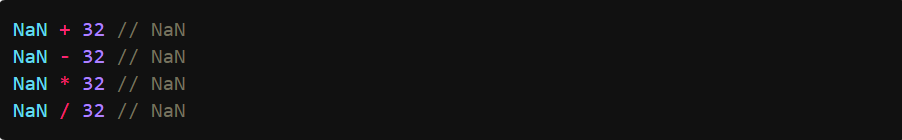 NaN + 32 // NaN
NaN - 32 // NaN
NaN * 32 // NaN
NaN / 32 // NaN